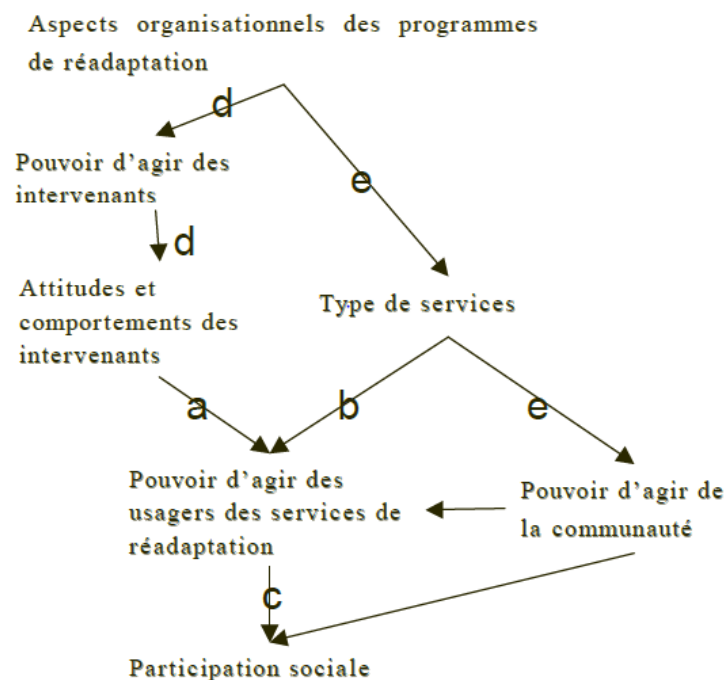 Aspects organisationnels des programmes
de réadaptation
d
Pouvoir d'agir des
intervenants
e
d
Attitudes et
comportements des
intervenants
Type de services
a
b
e
Pouvoir d'agir des
usagers des services de
réadaptation
Pouvoir d'agir de
la communauté
c
Participation sociale